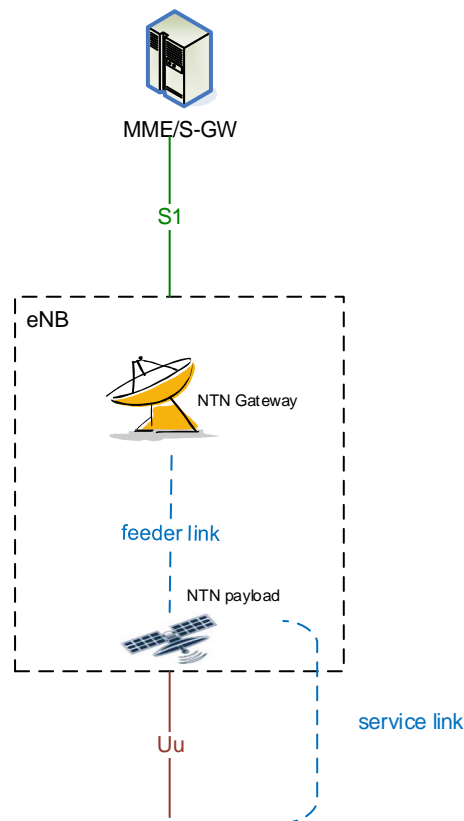 MME/S-GW
S1
eNB
NTN Gateway
feeder link
NTN payload
service link
Uu